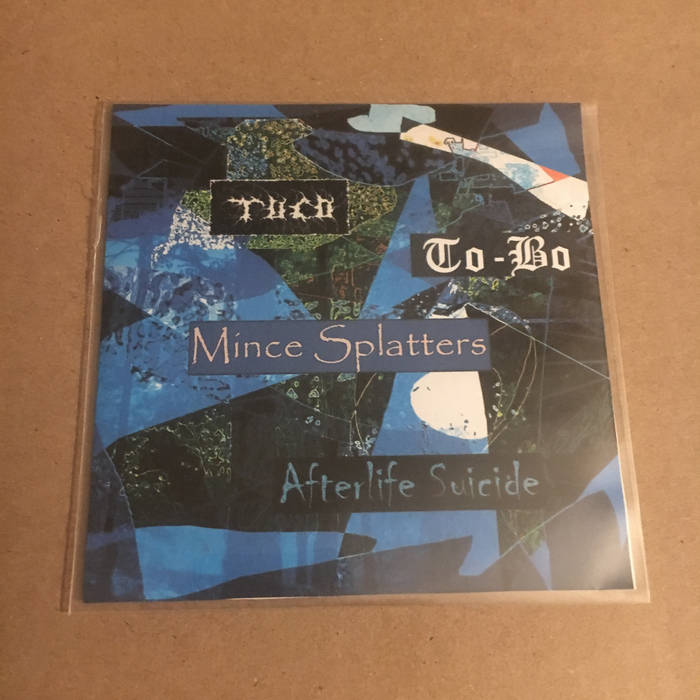 TUCO
To-Bo
Mince Splatters
Afterlife Suicide